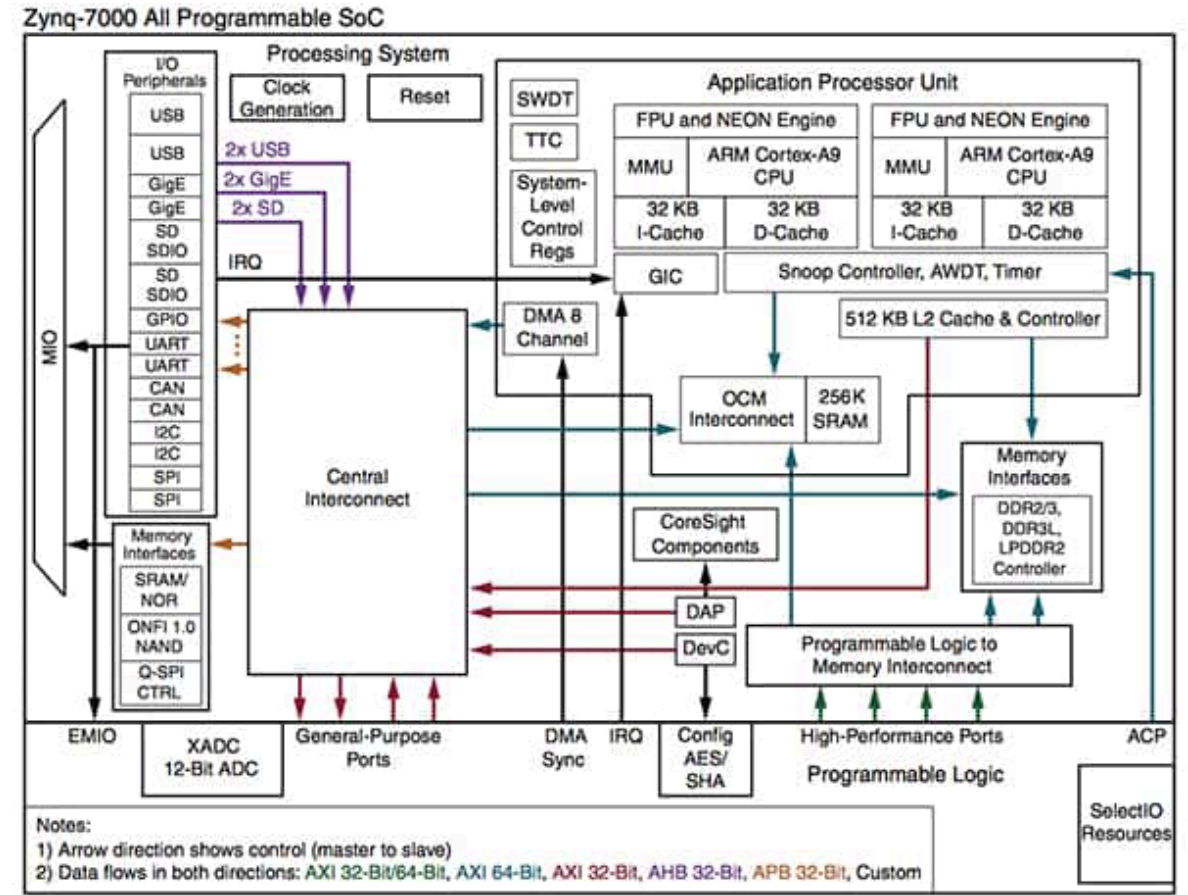 Zynq-7000 All Programmable SoC
Processing System
I/O
Peripherals
USB
USB
GigE
GigE
SD
SDIO
SD
SDIO
GPIO
UART
UART
CAN
CAN
I2C
I2C
SPI
SPI
MIO
Memory
Interfaces
SRAM/
NOR
ONFI 1.0
NAND
Q-SPI
CTRL
Clock
Generation
Reset
2x USB
2x GigE
2x SD
IRQ
Central
Interconnect
Application Processor Unit
SWDT
TTC
System-
Level
Control
Regs
FPU and NEON Engine
MMU
ARM Cortex-A9
CPU
32 KB
I-Cache
32 KB
D-Cache
FPU and NEON Engine
MMU
ARM Cortex-A9
CPU
32 KB
I-Cache
32 KB
D-Cache
GIC
Snoop Controller, AWDT, Timer
DMA 8
Channel
512 KB L2 Cache & Controller
OCM
Interconnect
256K
SRAM
Memory
Interfaces
DDR2/3,
DDR3L,
LPDDR2
Controller
CoreSight
Components
DAP
DevC
Programmable Logic to
Memory Interconnect
EMIO
XADC
12-Bit ADC
General-Purpose
Ports
DMA
Sync
IRQ
Config
AES/
SHA
High-Performance Ports
ACP
Programmable Logic
SelectIO
Resources
Notes:
1) Arrow direction shows control (master to slave)
2) Data flows in both directions: AXI 32-Bit/64-Bit, AXI 64-Bit, AXI 32-Bit, AHB 32-Bit, APB 32-Bit, Custom